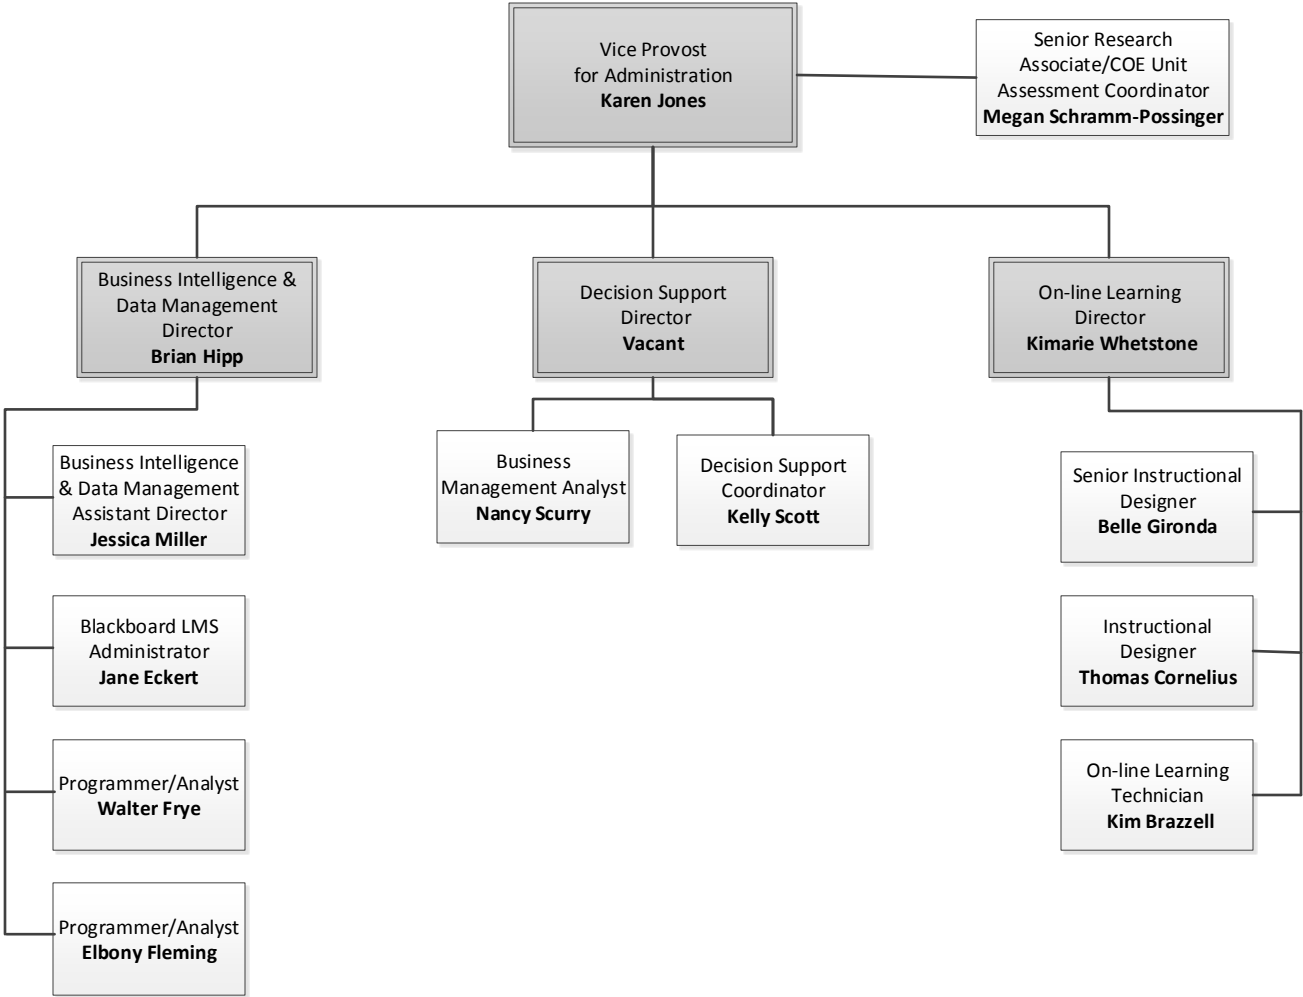 Vice Provost
for Administration
Karen Jones
Senior Research
Associate/COE Unit
Assessment Coordinator
Megan Schramm-Possinger
Business Intelligence &
Data Management
Director
Brian Hipp
Decision Support
Director
Vacant
On-line Learning
Director
Kimarie Whetstone
Business Intelligence
& Data Management
Assistant Director
Jessica Miller
Blackboard LMS
Administrator
Jane Eckert
Programmer/Analyst
Walter Frye
Programmer/Analyst
Elbony Fleming
Business
Management Analyst
Nancy Scurry
Decision Support
Coordinator
Kelly Scott
Senior Instructional
Designer
Belle Gironda
Instructional
Designer
Thomas Cornelius
On-line Learning
Technician
Kim Brazzell